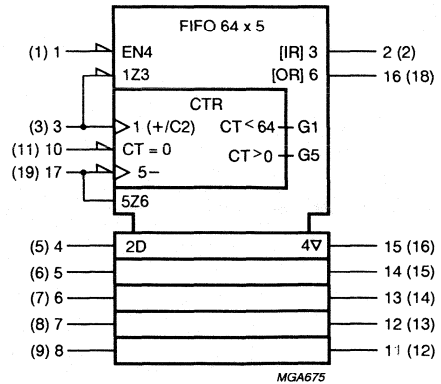 FIFO 64 x 5
(1) 1 EN4 [IR] 3 2 (2)
1Z3 [OR] 6 16 (18)
CTR
(3) 3 1 (+/C2) CT<64 G1
(11) 10 CT = 0 CT>0 G5
(19) 17 5−
5Z6
(5) 4 2D 4▽ 15 (16)
(6) 5 14 (15)
(7) 6 13 (14)
(8) 7 12 (13)
(9) 8 11 (12)
MGA675